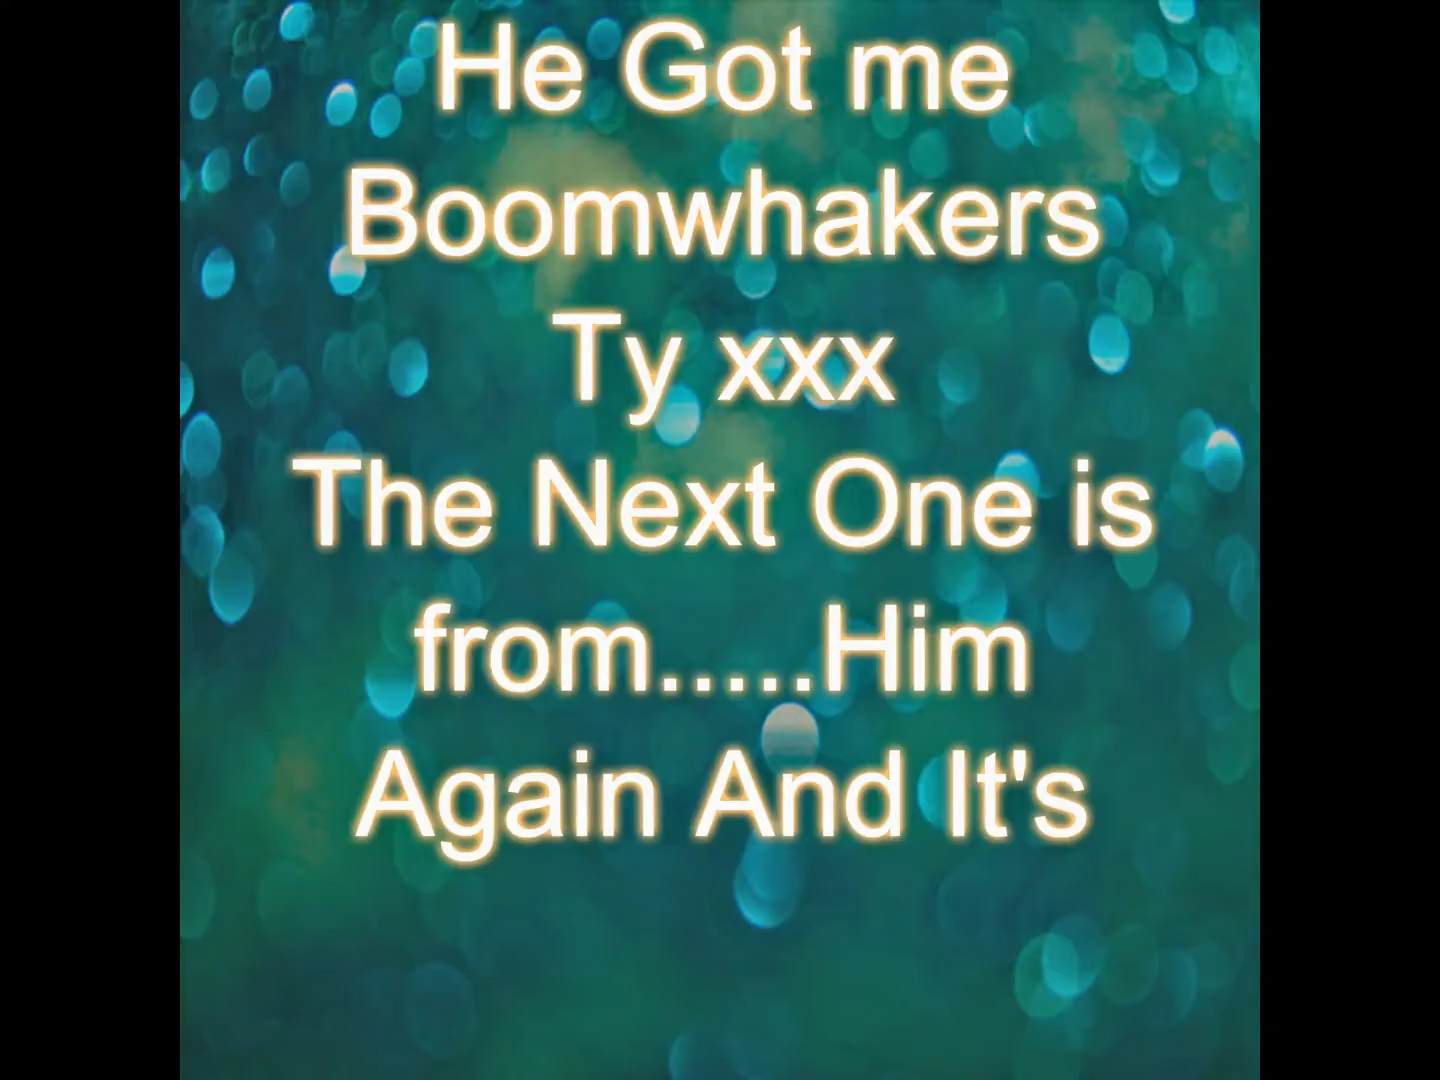 He Got me
Boomwhakers
Ty xxx
The Next One is
from.....Him
Again And It's